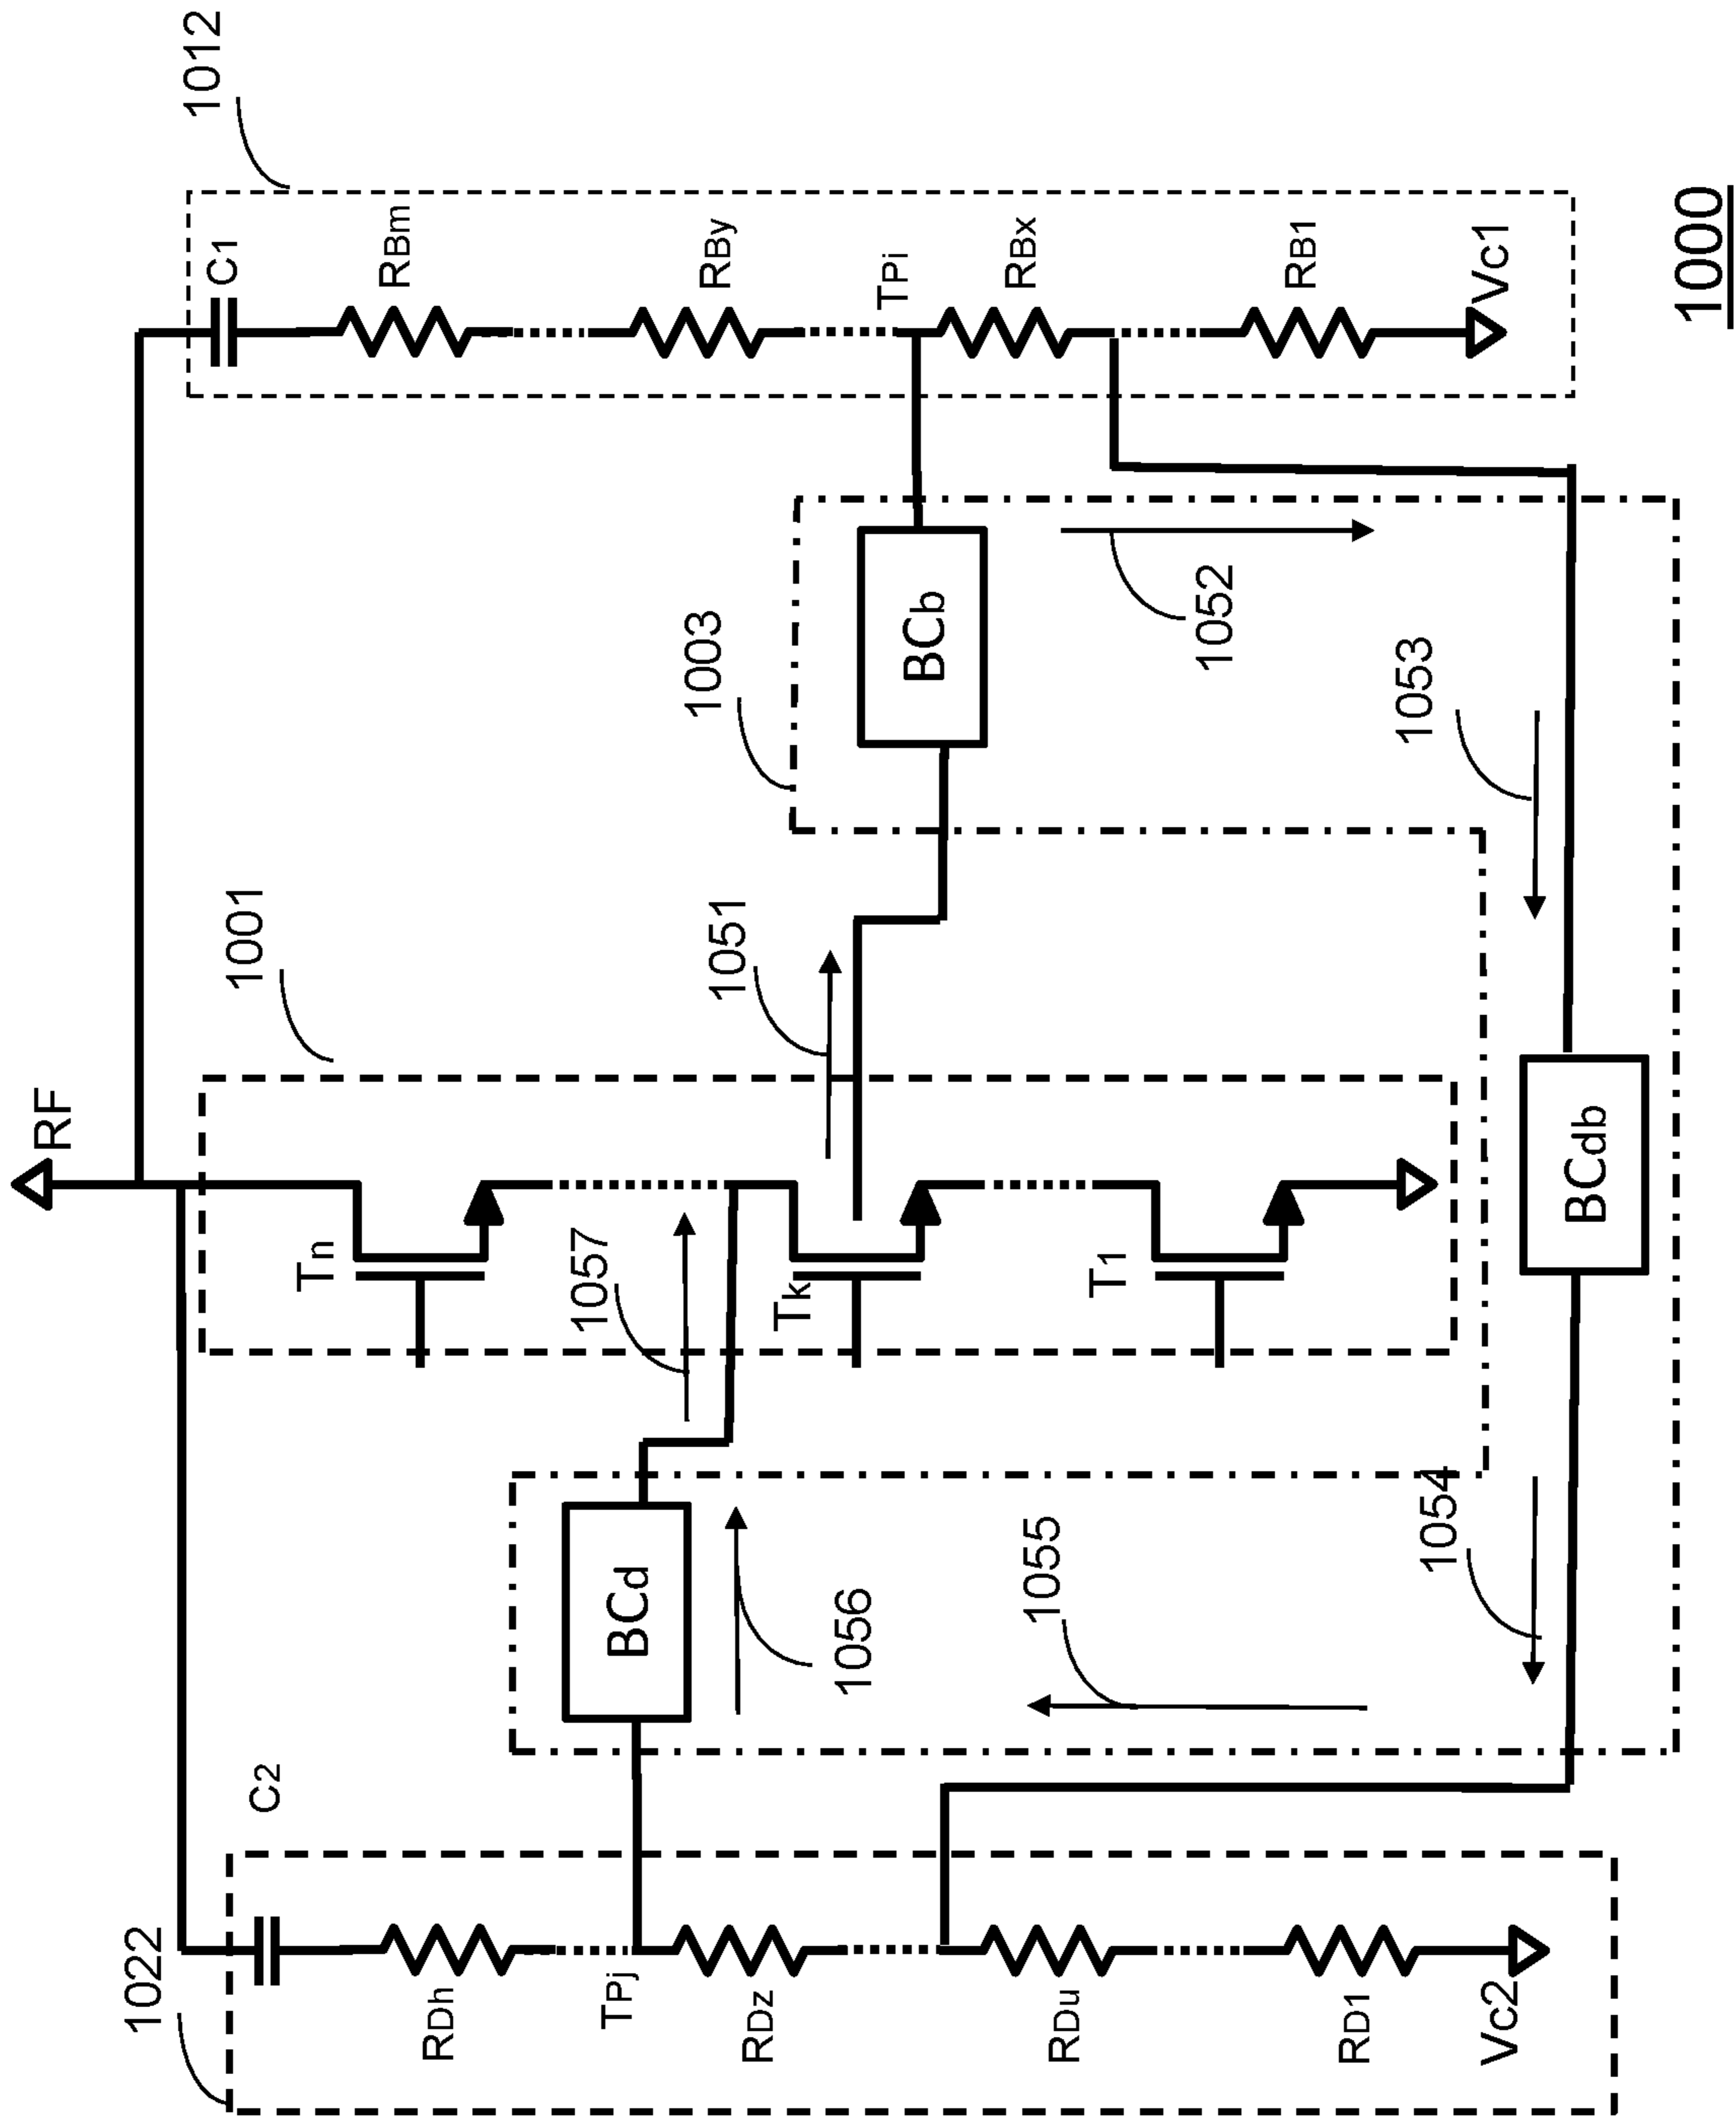 RF
1022
1001
1012
C2
C1
Tn
RDh
RBm
TPj
1057
1003
RBy
BCd
1051
TPi
RDz
Tk
BCb
RBx
1056
1055
1052
RDu
T1
RB1
RD1
1054
1053
Vc2
BCdb
Vc1
1000